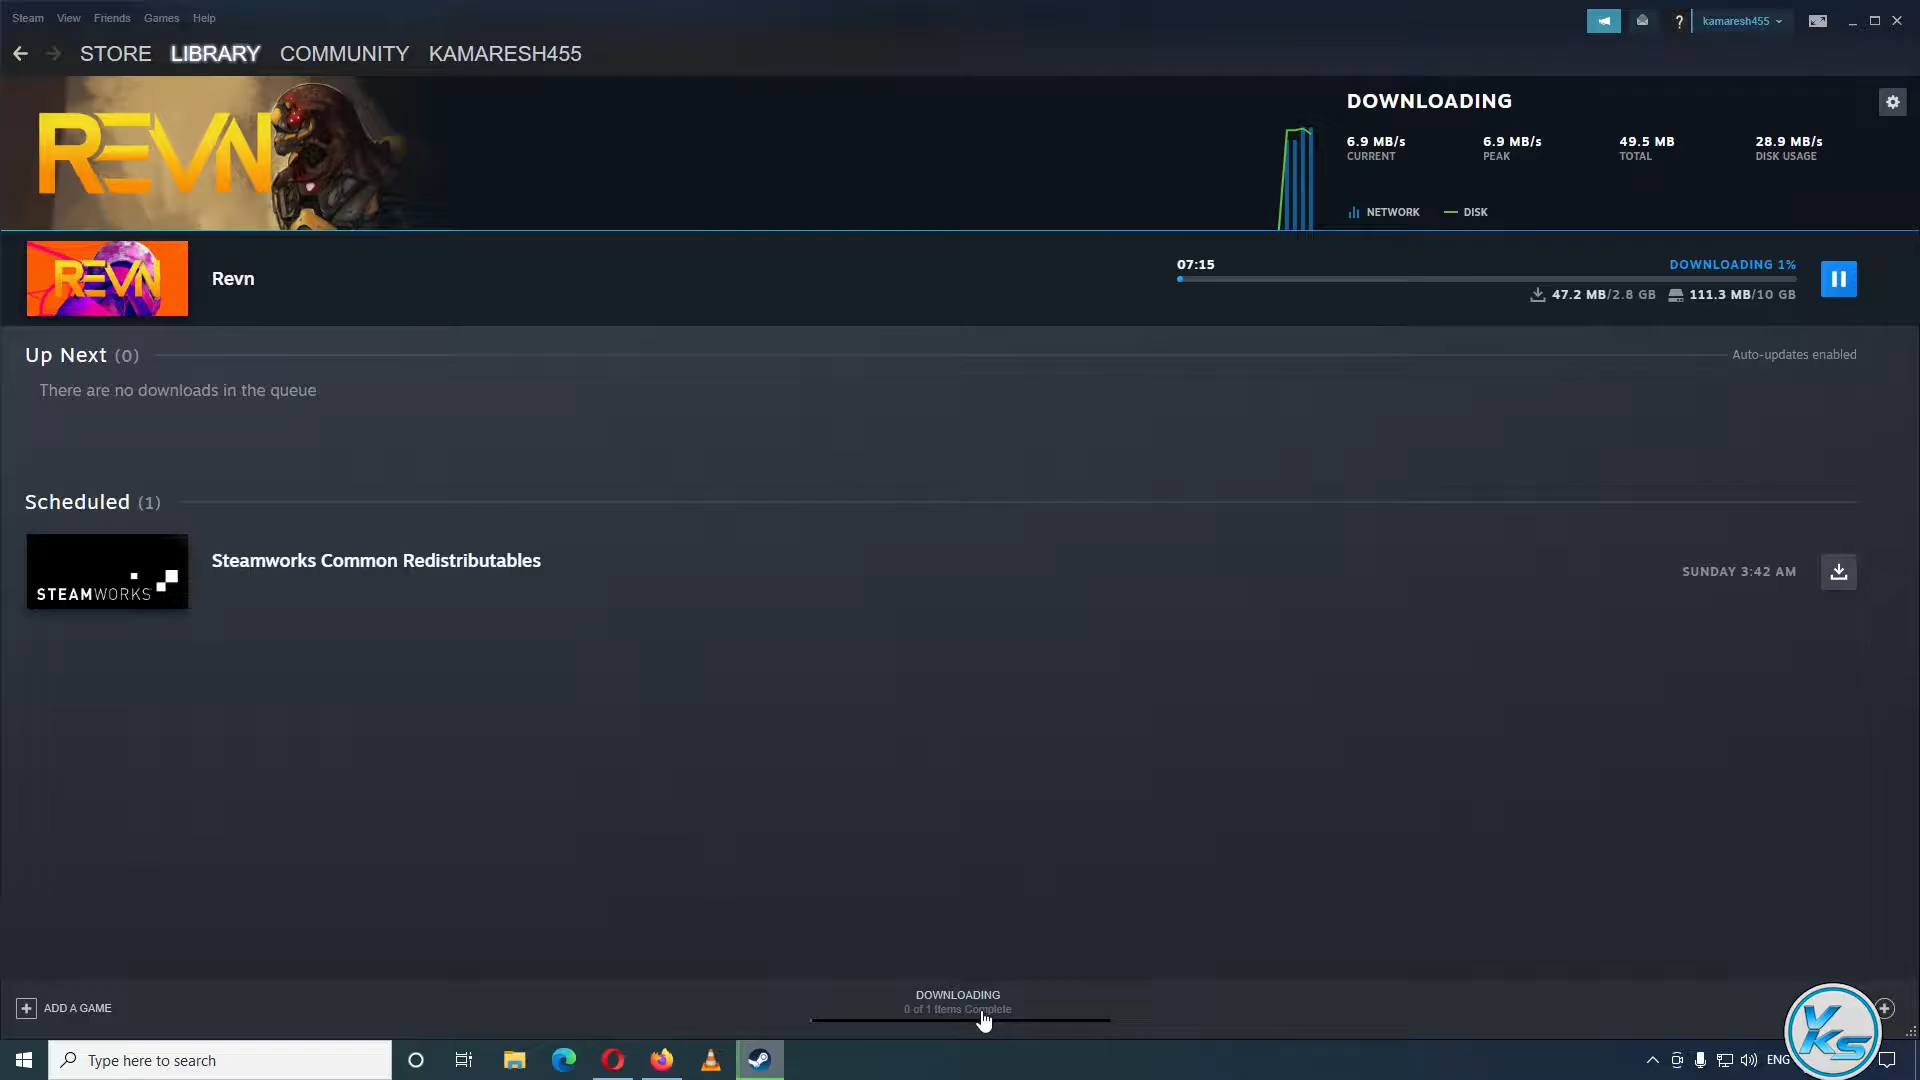 Steam View Friends Games Help
kamaresh455
STORE LIBRARY COMMUNITY KAMARESH455
REVN
DOWNLOADING
6.9 MB/s 6.9 MB/s 49.5 MB 28.9 MB/s
CURRENT PEAK TOTAL DISK USAGE
NETWORK DISK
REVN
Revn
07:15 DOWNLOADING 1%
47.2 MB/2.8 GB 111.3 MB/10 GB
Up Next (0) Auto-updates enabled
There are no downloads in the queue
Scheduled (1)
STEAMWORKS
Steamworks Common Redistributables
SUNDAY 3:42 AM
DOWNLOADING
0 of 1 Items Complete
ADD A GAME
Type here to search
ENG
YKS